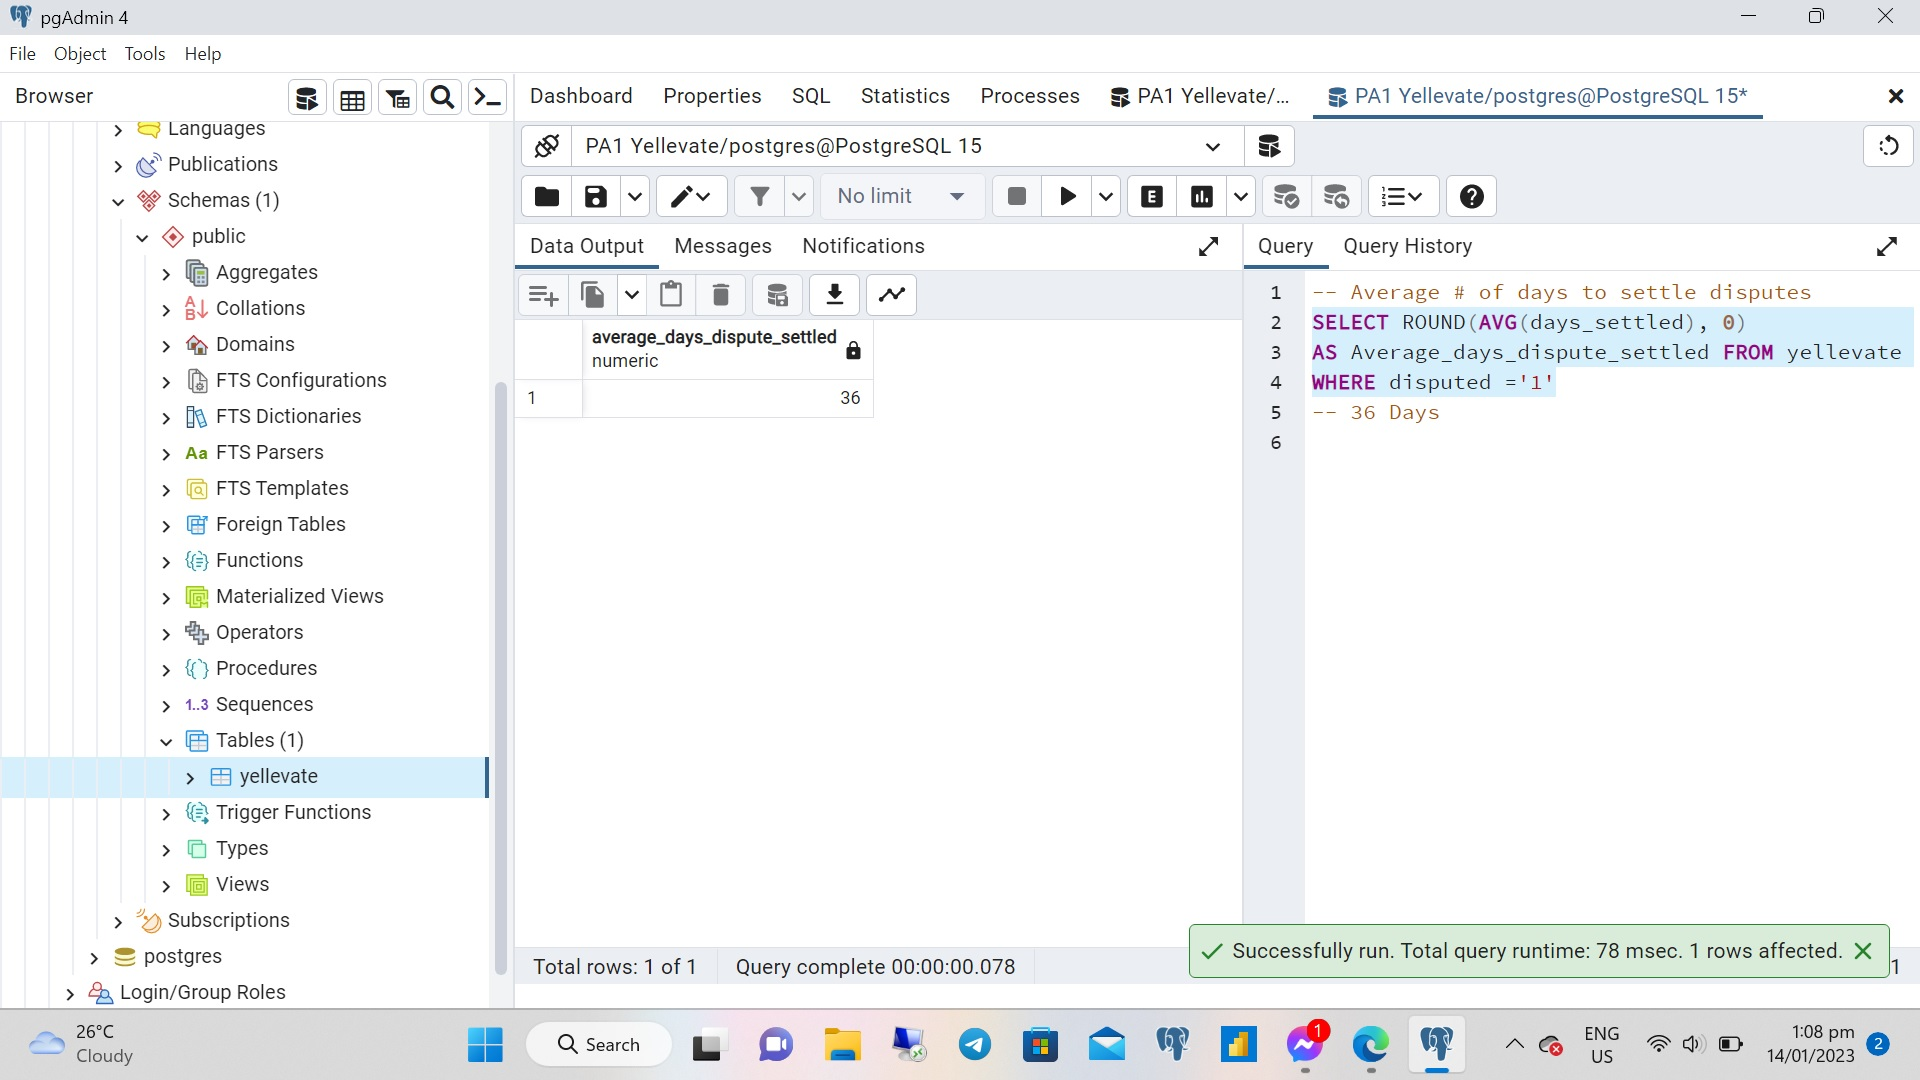 pgAdmin 4
File Object Tools Help
Browser
Dashboard Properties SQL Statistics Processes PA1 Yellevate/... PA1 Yellevate/postgres@PostgreSQL 15*
Languages
Publications
Schemas (1)
public
Aggregates
Collations
Domains
FTS Configurations
FTS Dictionaries
Aa FTS Parsers
FTS Templates
Foreign Tables
Functions
Materialized Views
Operators
Procedures
1..3 Sequences
Tables (1)
yellevate
Trigger Functions
Types
Views
Subscriptions
postgres
Login/Group Roles
PA1 Yellevate/postgres@PostgreSQL 15
No limit
E
Data Output Messages Notifications
average_days_dispute_settled
numeric
1 36
Total rows: 1 of 1 Query complete 00:00:00.078
Query Query History
1 -- Average # of days to settle disputes
2 SELECT ROUND(AVG(days_settled), 0)
3 AS Average_days_dispute_settled FROM yellevate
4 WHERE disputed ='1'
5 -- 36 Days
6
Successfully run. Total query runtime: 78 msec. 1 rows affected.
1
26°C
Cloudy
Search
1
ENG
US
1:08 pm
14/01/2023
2